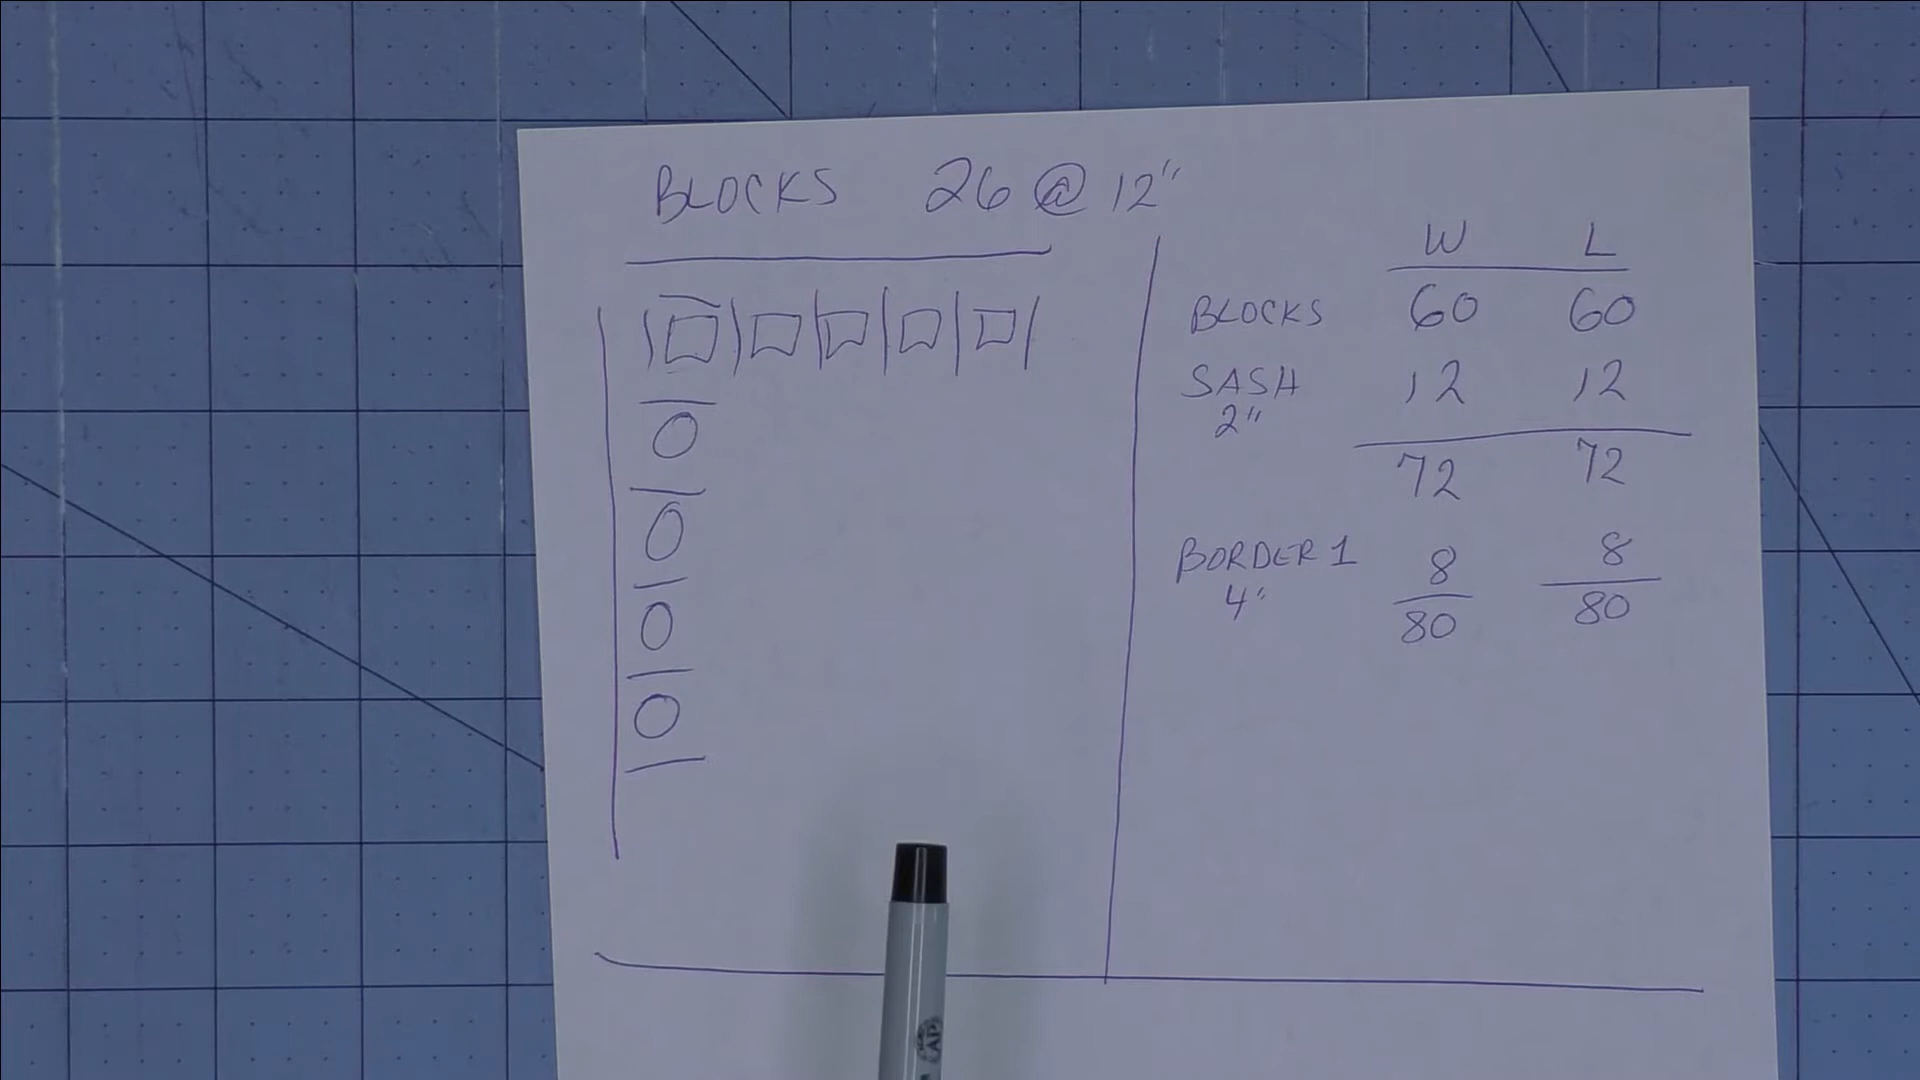 BLOCKS 26 @ 12"
W L
BLOCKS 60 60
SASH 12 12
2"
72 72
BORDER 1 8 8
4"
80 80
AP